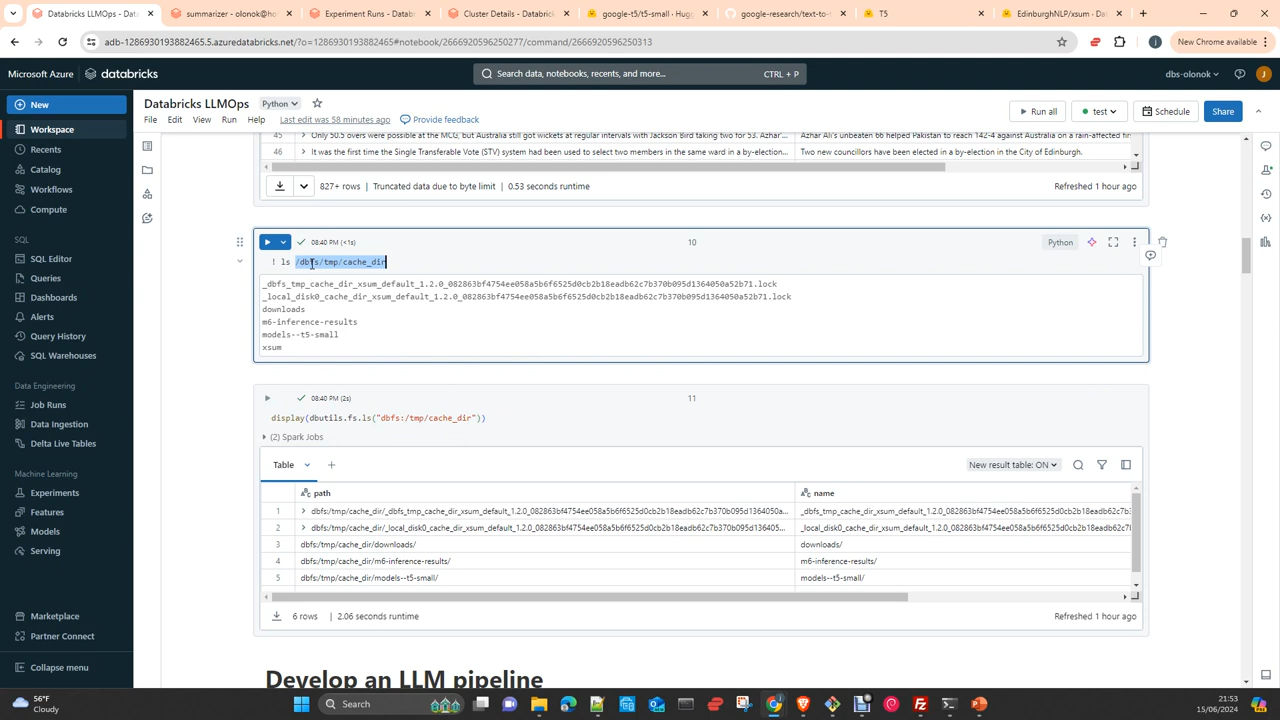 Databricks LLMOps - Databricks
summarizer - olonok@ho
Experiment Runs - Databri
Cluster Details - Databrick
google-t5/t5-small · Hugg
google-research/text-to-
T5
EdinburghNLP/xsum · Dat
adb-1286930193882465.5.azuredatabricks.net/?o=1286930193882465#notebook/2666920596250277/command/2666920596250313
New Chrome available
Microsoft Azure
databricks
Search data, notebooks, recents, and more...
CTRL + P
dbs-olonok
J
New
Workspace
Recents
Catalog
Workflows
Compute
SQL
SQL Editor
Queries
Dashboards
Alerts
Query History
SQL Warehouses
Data Engineering
Job Runs
Data Ingestion
Delta Live Tables
Machine Learning
Experiments
Features
Models
Serving
Marketplace
Partner Connect
Collapse menu
Databricks LLMOps
Python
File Edit View Run Help Last edit was 58 minutes ago Provide feedback
Run all
test
Schedule
Share
45 Only 50.5 overs were possible at the MCG, but Australia still got wickets at regular intervals with Jackson Bird taking two for 53. Azhar'... Azhar Ali's unbeaten 66 helped Pakistan to reach 142-4 against Australia on a rain-affected firs
46 It was the first time the Single Transferable Vote (STV) system had been used to select two members in the same ward in a by-election... Two new councillors have been elected in a by-election in the City of Edinburgh.
827+ rows | Truncated data due to byte limit | 0.53 seconds runtime
Refreshed 1 hour ago
08:40 PM (<1s)
10
Python
! ls /dbfs/tmp/cache_dir
_dbfs_tmp_cache_dir_xsum_default_1.2.0_082863bf4754ee058a5b6f6525d0cb2b18eadb62c7b370b095d1364050a52b71.lock
_local_disk0_cache_dir_xsum_default_1.2.0_082863bf4754ee058a5b6f6525d0cb2b18eadb62c7b370b095d1364050a52b71.lock
downloads
m6-inference-results
models--t5-small
xsum
08:40 PM (2s)
11
display(dbutils.fs.ls("dbfs:/tmp/cache_dir"))
(2) Spark Jobs
Table
New result table: ON
path
name
1 dbfs:/tmp/cache_dir/_dbfs_tmp_cache_dir_xsum_default_1.2.0_082863bf4754ee058a5b6f6525d0cb2b18eadb62c7b370b095d1364050a... _dbfs_tmp_cache_dir_xsum_default_1.2.0_082863bf4754ee058a5b6f6525d0cb2b18eadb62c7b3
2 dbfs:/tmp/cache_dir/_local_disk0_cache_dir_xsum_default_1.2.0_082863bf4754ee058a5b6f6525d0cb2b18eadb62c7b370b095d136405... _local_disk0_cache_dir_xsum_default_1.2.0_082863bf4754ee058a5b6f6525d0cb2b18eadb62c7
3 dbfs:/tmp/cache_dir/downloads/ downloads/
4 dbfs:/tmp/cache_dir/m6-inference-results/ m6-inference-results/
5 dbfs:/tmp/cache_dir/models--t5-small/ models--t5-small/
6 rows | 2.06 seconds runtime
Refreshed 1 hour ago
Develop an LLM pipeline
56°F
Cloudy
Search
21:53
15/06/2024